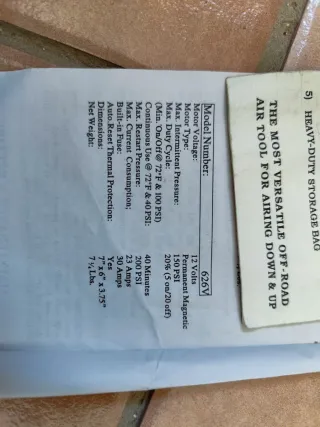 5) HEAVY-DUTY STORAGE BAG
THE MOST VERSATILE OFF-ROAD
AIR TOOL FOR AIRING DOWN & UP
Model Number: 626V
Motor Voltage: 12 Volts
Motor Type: Permanent Magnetic
Max. Intermittent Pressure: 150 PSI
Max. Duty Cycle: 20% (5 on/20 off)
(Min. On/Off @ 72°F & 100 PSI)
Continuous Use @ 72°F & 40 PSI: 40 Minutes
Max. Restart Pressure: 200 PSI
Max. Current Consumption: 23 Amps
Built-in Fuse: 30 Amps
Auto Reset Thermal Protection: Yes
Dimensions: 7" x 6" x 3.75"
Net Weight: 7 ½ Lbs.